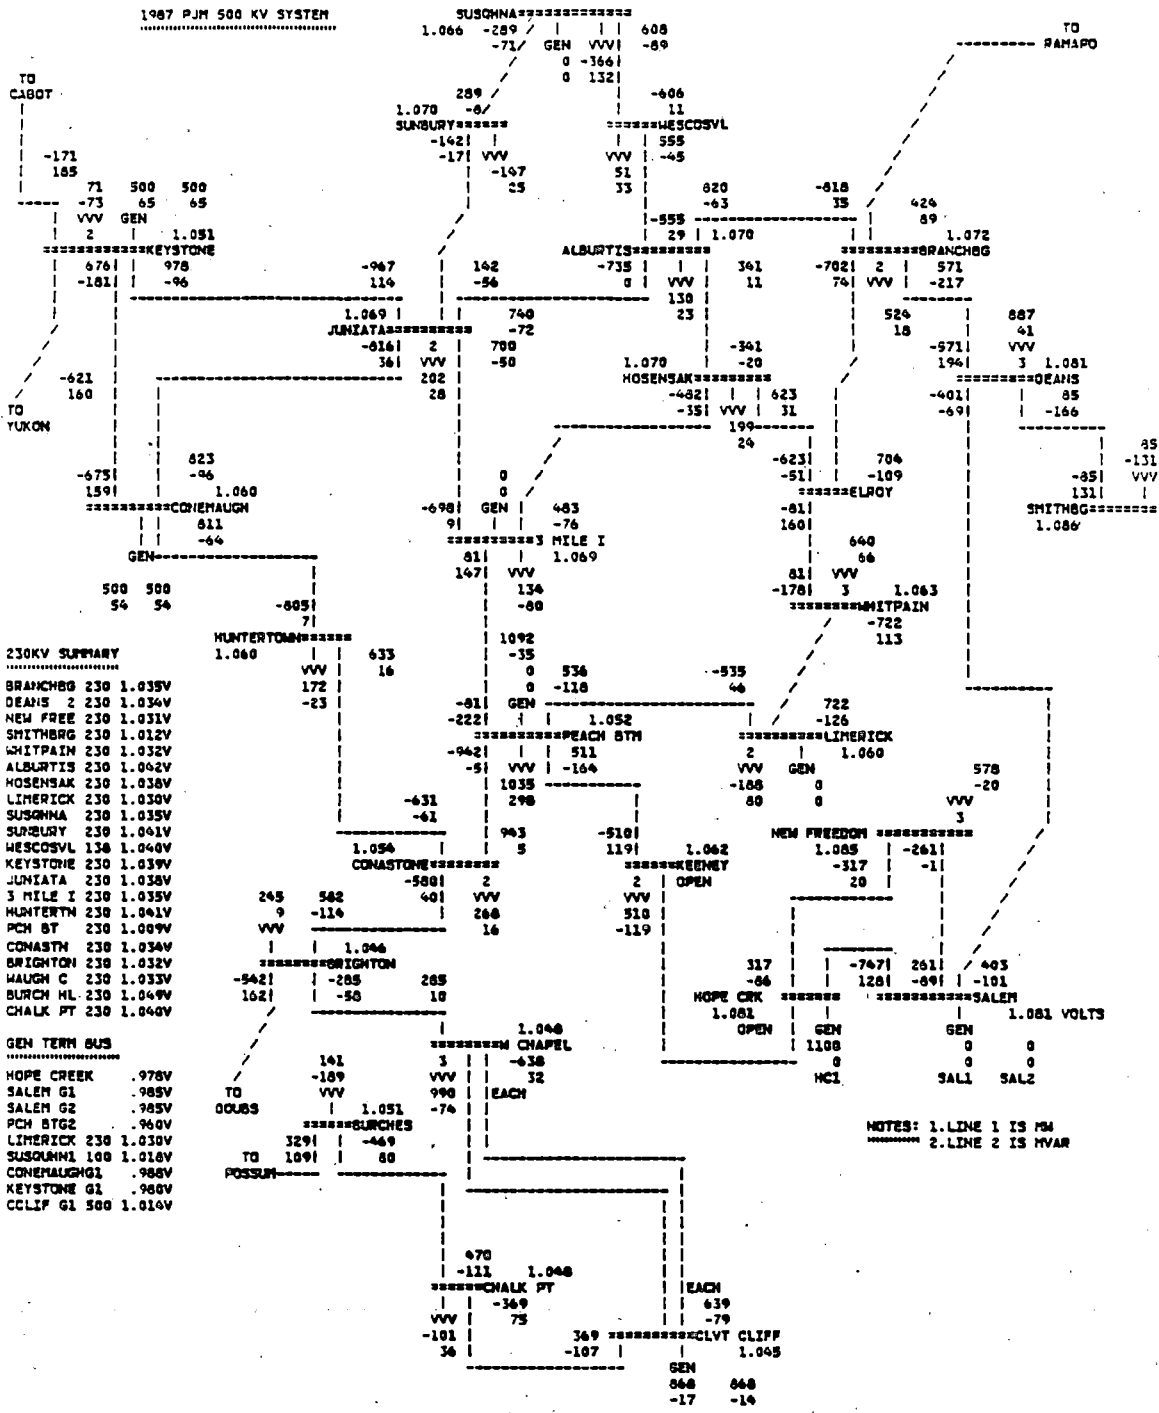 1987 PJM 500 KV SYSTEM
SUSQHNA
1.066 -289 608
-71 GEN VVV -89
0 -366
0 132
TO
RAMAPO
TO
CABOT
289 -606
1.070 -8 11
SUNBURY WESCOSVL
-142 555
-17 VVV VVV -45
-147 51
25 33
-171
185
71 500 500
-73 65 65
VVV GEN
2 1.051
KEYSTONE
820 -818
-63 35 424
89
-555
29 1.070 1.072
ALBURTIS BRANCHBG
676 978 -967 142 -735 341 -702 2 571
-181 -96 114 -56 0 VVV 11 74 VVV -217
130
23
1.069 740 524 887
JUNIATA -72 18 41
-816 2 700 1.070 -341 -571 VVV
36 VVV -50 -20 194 3 1.081
202 HOSENSAK DEANS
28 -482 623 -401 85
-35 VVV 31 -69 -166
199
24
-621
160
TO
YUKON
823 -623 704 85
-675 -96 0 -51 -109 -131
159 1.060 0 ELROY -85 VVV
CONEMAUGH -698 GEN 483 -81 131
811 9 -76 160 SMITHBG
-64 3 MILE I 1.086
GEN 81 1.069 640
147 VVV 66
134 81 VVV
-80 -178 3 1.063
WHITPAIN
500 500 -722
54 54 -805 113
7 1092
HUNTERTOWN -35
1.060 633 0 536 -535
VVV 16 0 -118 46
172
-23 -81 GEN 722
-222 1.052 -126
PEACH BTM LIMERICK
-942 511 2 1.060
-5 VVV -164 VVV GEN
1035 -188 0
298 80 0
578
-20
VVV
3
-631
-61
943 -510 NEW FREEDOM
1.054 5 119 1.062 1.085 -261
CONASTONE KEENEY -317 -1
-580 2 2 OPEN 20
40 VVV VVV
268 510
16 -119
245 582
9 -114
VVV
1.046
BRIGHTON 317 -747 261 403
-542 -285 285 -86 128 -89 -101
162 -58 10 HOPE CRK SALEM
1.081 1.081 VOLTS
OPEN GEN GEN
1100 0 0
0 0 0
HC1 SAL1 SAL2
1.048
M CHAPEL
141 3 -638
-189 VVV 32
TO VVV 990 EACH
DOUBS 1.051 -74
BURCHES
329 -469
TO 109 80
POSSUM
NOTES: 1.LINE 1 IS MW
2.LINE 2 IS MVAR
470
-111 1.048
CHALK PT EACH
-369 639
VVV 75 -79
-101 369 CLVT CLIFF
36 -107 1.045
GEN
868 868
-17 -14
230KV SUMMARY
BRANCHBG 230 1.035V
DEANS 2 230 1.034V
NEW FREE 230 1.031V
SMITHBRG 230 1.012V
WHITPAIN 230 1.032V
ALBURTIS 230 1.042V
HOSENSAK 230 1.038V
LIMERICK 230 1.030V
SUSQHNA 230 1.035V
SUNBURY 230 1.041V
WESCOSVL 138 1.040V
KEYSTONE 230 1.039V
JUNIATA 230 1.038V
3 MILE I 230 1.035V
HUNTERTN 230 1.041V
PCH BT 230 1.009V
CONASTN 230 1.034V
BRIGHTON 230 1.032V
WAUGH C 230 1.033V
BURCH HL 230 1.049V
CHALK PT 230 1.040V
GEN TERM BUS
HOPE CREEK .978V
SALEM G1 .985V
SALEM G2 .985V
PCH BTG2 .960V
LIMERICK 230 1.030V
SUSQUHN1 100 1.018V
CONEMAUGHG1 .988V
KEYSTONE G1 .980V
CCLIF G1 500 1.014V